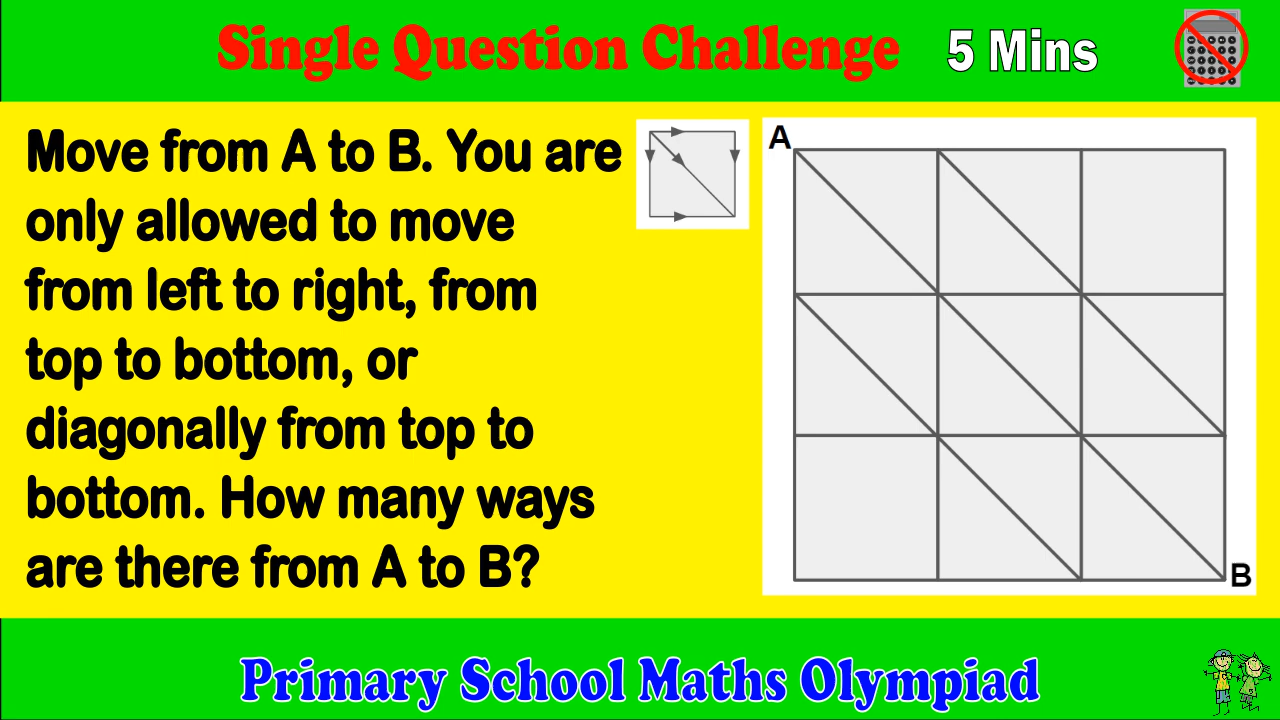 Single Question Challenge 5 Mins
Move from A to B. You are
only allowed to move
from left to right, from
top to bottom, or
diagonally from top to
bottom. How many ways
are there from A to B?
A
B
Primary School Maths Olympiad